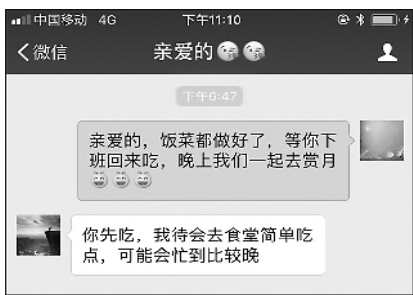 中国移动 4G 下午11:10
微信 亲爱的😘😘
下午6:47
亲爱的，饭菜都做好了，等你下
班回来吃，晚上我们一起去赏月
你先吃，我待会去食堂简单吃
点，可能会忙到比较晚